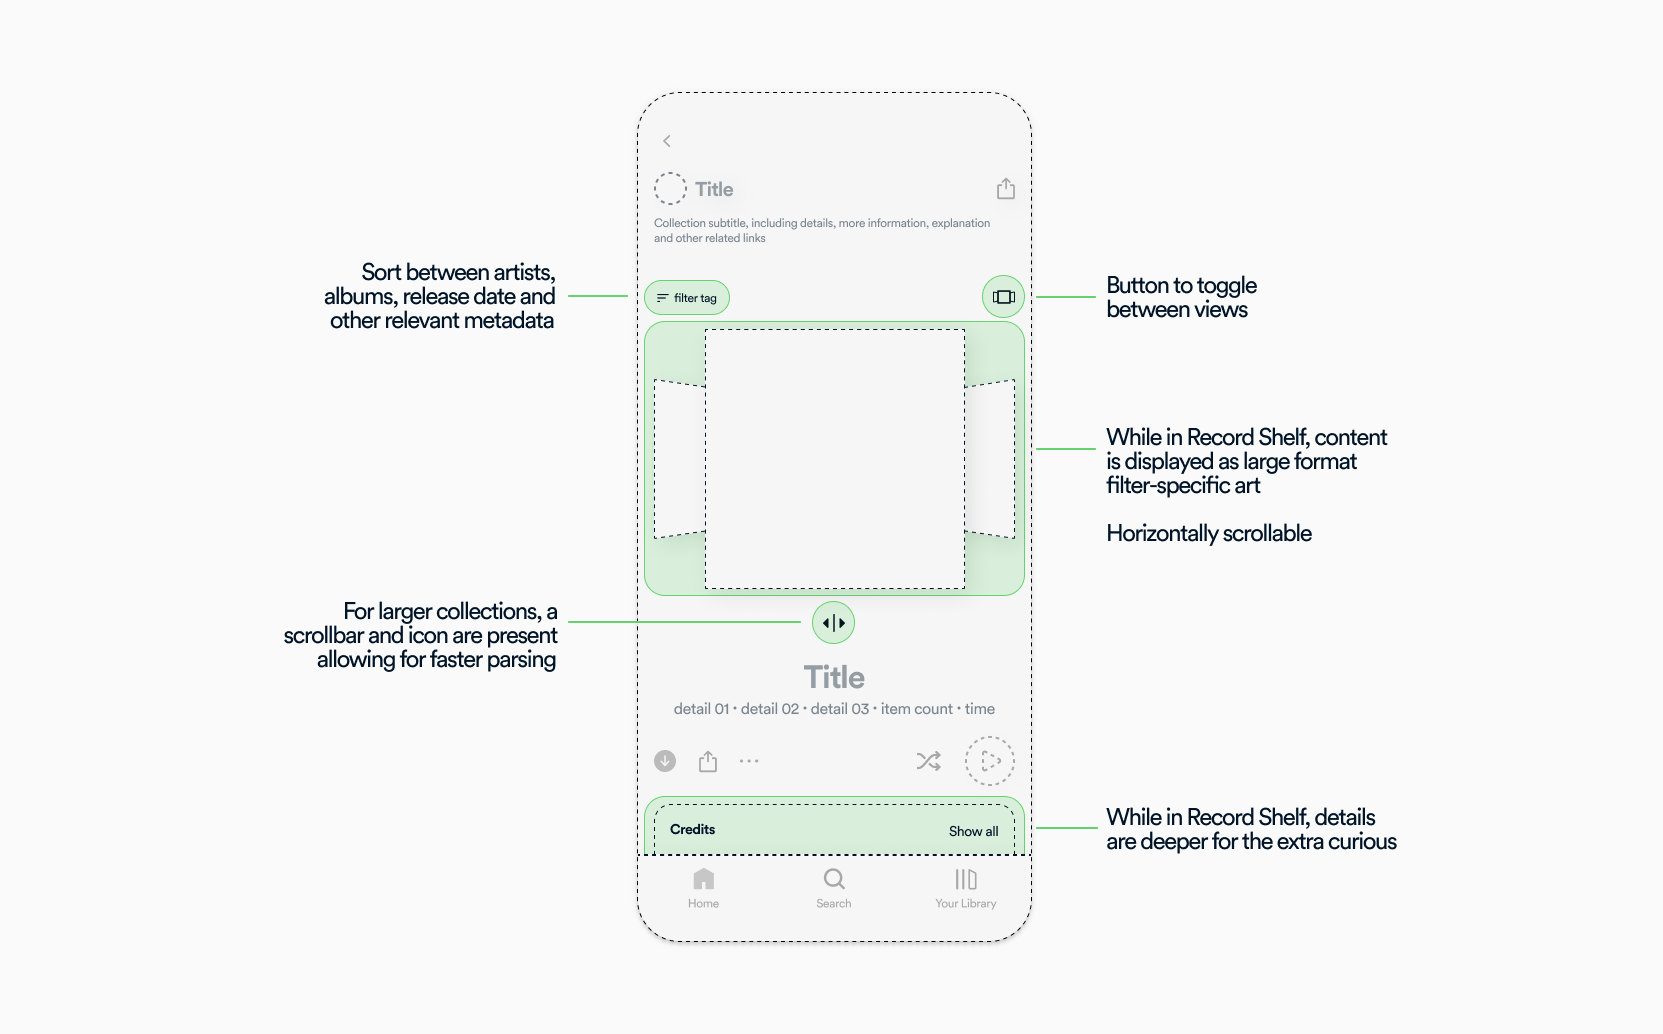 Title
Collection subtitle, including details, more information, explanation
and other related links
Sort between artists,
albums, release date and
other relevant metadata
filter tag
Button to toggle
between views
While in Record Shelf, content
is displayed as large format
filter-specific art
Horizontally scrollable
For larger collections, a
scrollbar and icon are present
allowing for faster parsing
Title
detail 01 • detail 02 • detail 03 • item count • time
Credits
Show all
While in Record Shelf, details
are deeper for the extra curious
Home
Search
Your Library